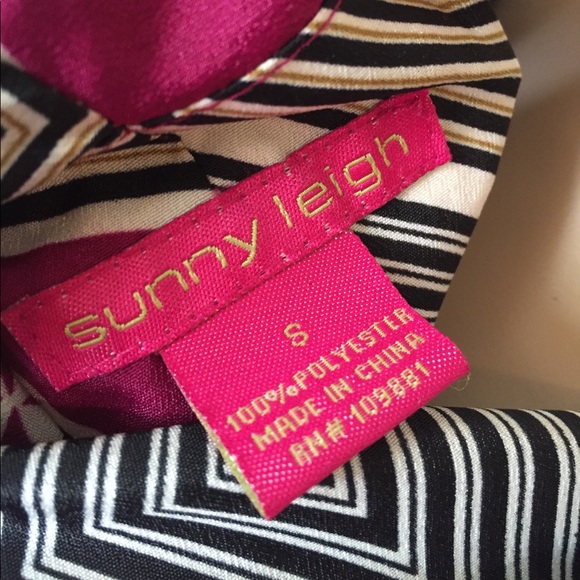 sunny leigh
S
100% POLYESTER
MADE IN CHINA
RN# 109881